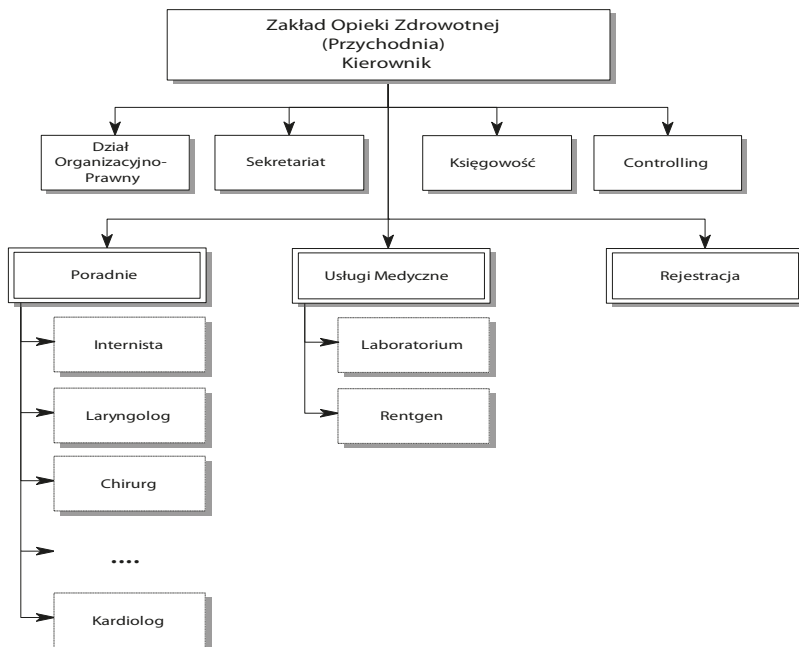 Zakład Opieki Zdrowotnej
(Przychodnia)
Kierownik
Dział
Organizacyjno-
Prawny
Sekretariat
Księgowość
Controlling
Poradnie
Usługi Medyczne
Rejestracja
Internista
Laboratorium
Laryngolog
Rentgen
Chirurg
....
Kardiolog